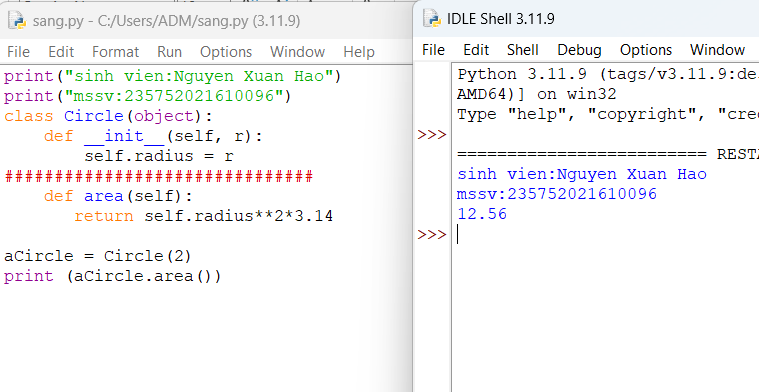 sang.py - C:/Users/ADM/sang.py (3.11.9)
File Edit Format Run Options Window Help
print("sinh vien:Nguyen Xuan Hao")
print("mssv:235752021610096")
class Circle(object):
    def __init__(self, r):
        self.radius = r
###############################
    def area(self):
       return self.radius**2*3.14
aCircle = Circle(2)
print (aCircle.area())
IDLE Shell 3.11.9
File Edit Shell Debug Options Window
Python 3.11.9 (tags/v3.11.9:de
AMD64)] on win32
Type "help", "copyright", "cre
>>>
========================= REST
sinh vien:Nguyen Xuan Hao
mssv:235752021610096
12.56
>>>